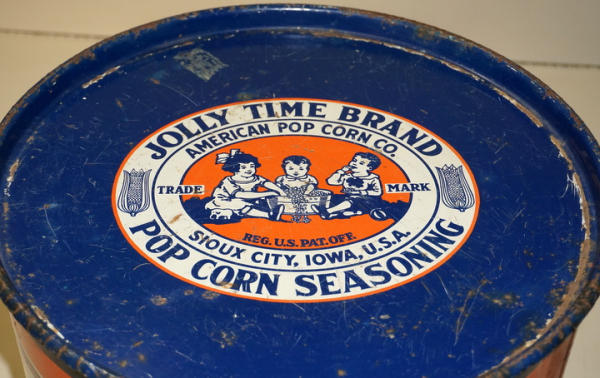 JOLLY TIME BRAND
AMERICAN POP CORN CO.
TRADE MARK
REG. U.S. PAT. OFF.
SIOUX CITY, IOWA, U.S.A.
POP CORN SEASONING